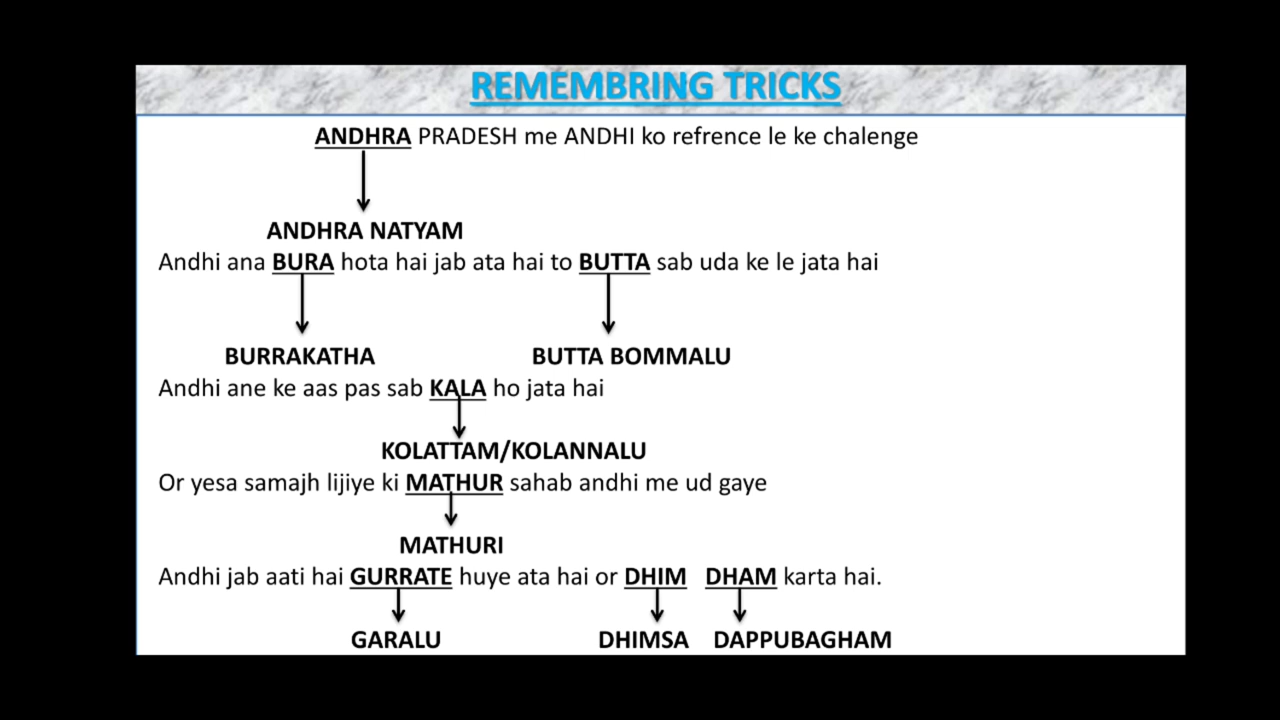 REMEMBRING TRICKS
ANDHRA PRADESH me ANDHI ko refrence le ke chalenge
ANDHRA NATYAM
Andhi ana BURA hota hai jab ata hai to BUTTA sab uda ke le jata hai
BURRAKATHA BUTTA BOMMALU
Andhi ane ke aas pas sab KALA ho jata hai
KOLATTAM/KOLANNALU
Or yesa samajh lijiye ki MATHUR sahab andhi me ud gaye
MATHURI
Andhi jab aati hai GURRATE huye ata hai or DHIM DHAM karta hai.
GARALU DHIMSA DAPPUBAGHAM